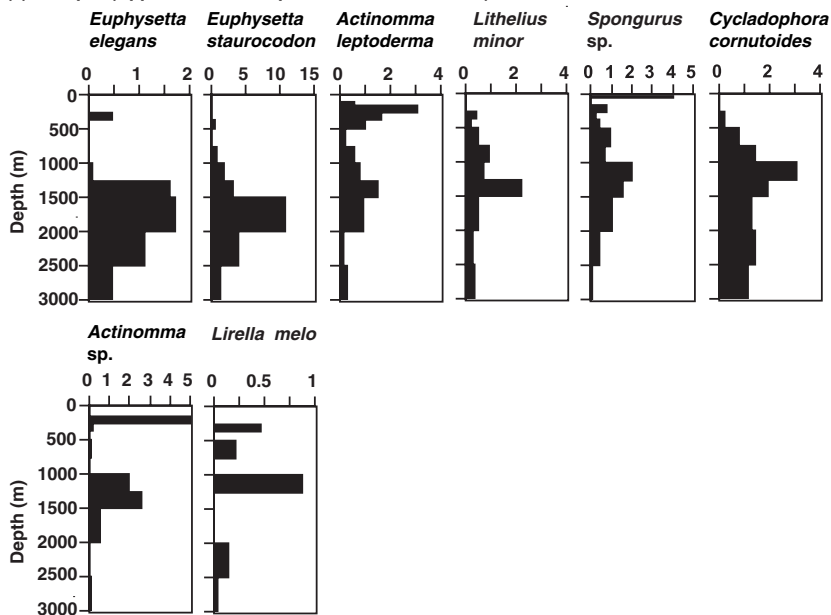 Euphysetta elegans
Euphysetta staurocodon
Actinomma leptoderma
Lithelius minor
Spongurus sp.
Cycladophora cornutoides
0 1 2
0 5 10 15
0 2 4
0 2 4
0 1 2 3 4 5
0 2 4
Depth (m)
0
500
1000
1500
2000
2500
3000
Actinomma sp.
Lirella melo
0 1 2 3 4 5
0 0.5 1
Depth (m)
0
500
1000
1500
2000
2500
3000